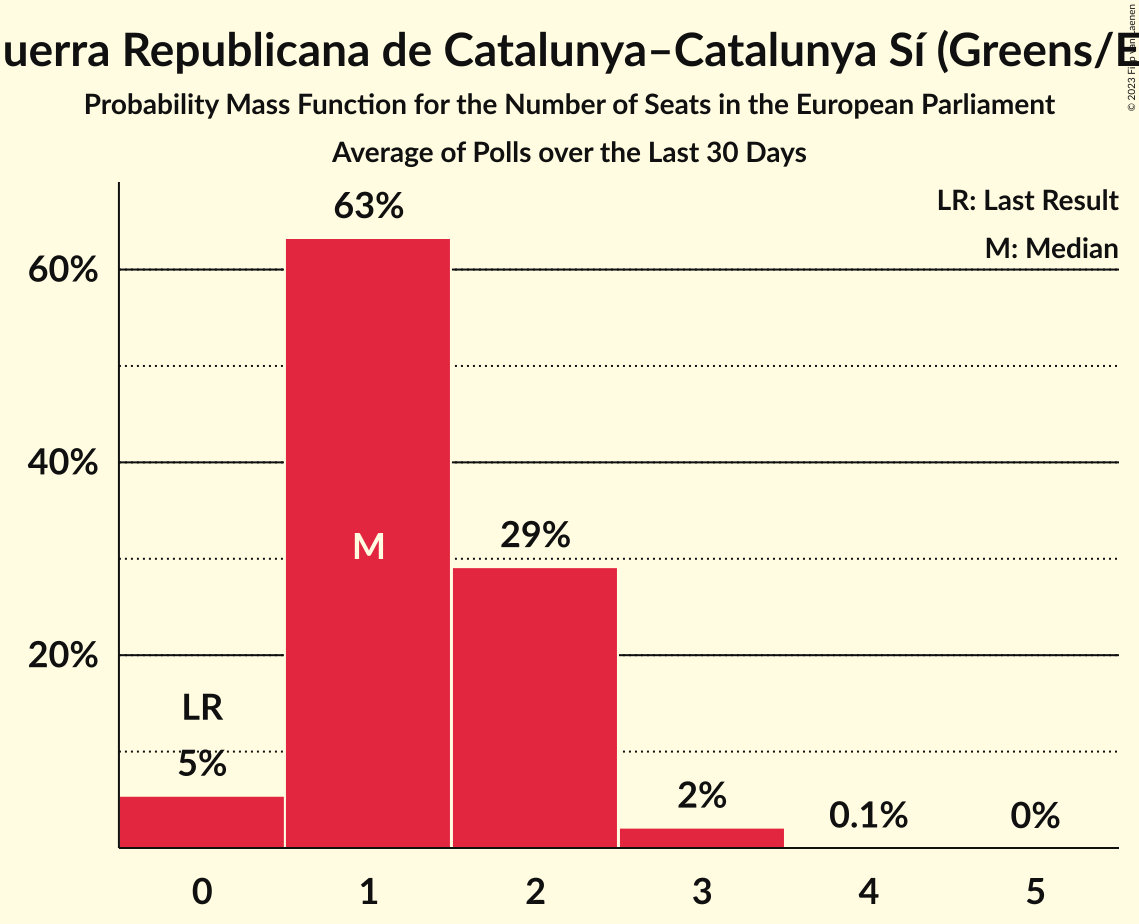 uerra Republicana de Catalunya–Catalunya Sí (Greens/E
Probability Mass Function for the Number of Seats in the European Parliament
Average of Polls over the Last 30 Days
© 2023
LR: Last Result
M: Median
63%
60%
40%
M
29%
20%
LR
5%
2%
0.1%
0%
0 1 2 3 4 5